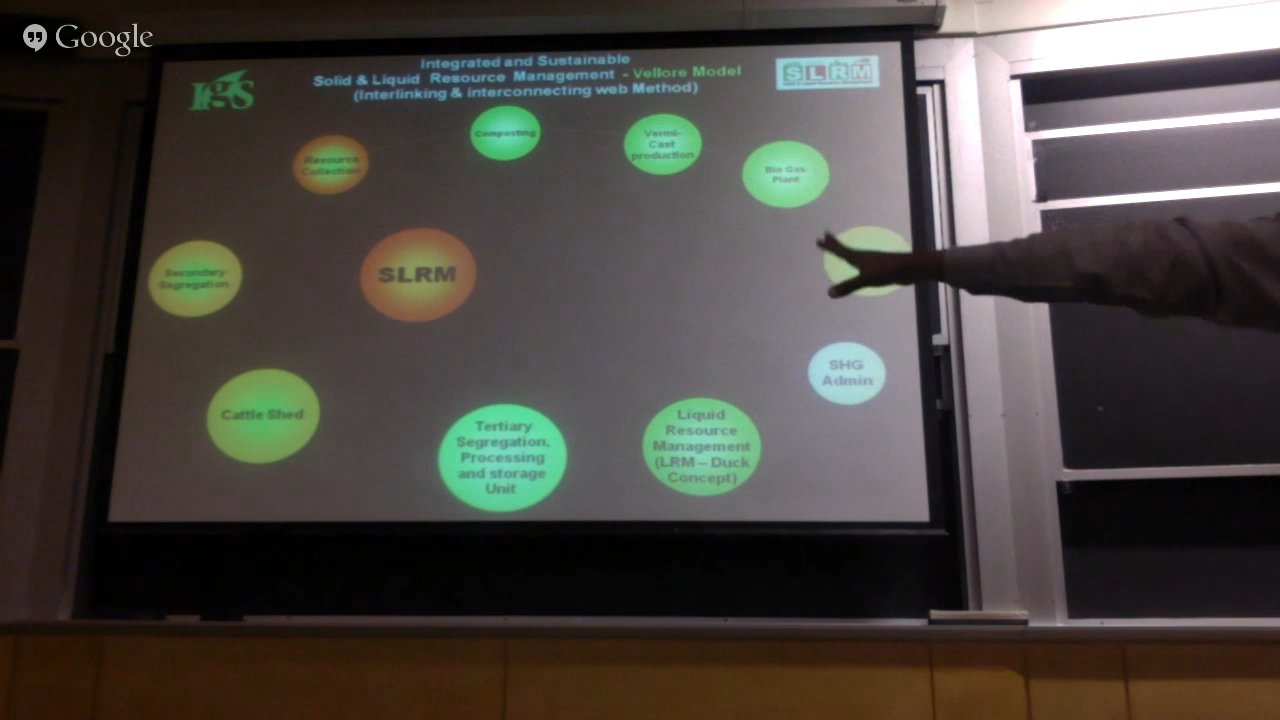 Google
Integrated and Sustainable
Solid & Liquid Resource Management - Vellore Model
(Interlinking & interconnecting web Method)
IgS
SLRM
Composting
Vermi-
Cast
production
Resource
Collection
Bio Gas
Plant
Secondary
Segregation
SLRM
SHG
Admin
Cattle Shed
Tertiary
Segregation,
Processing
and storage
Unit
Liquid
Resource
Management
(LRM – Duck
Concept)